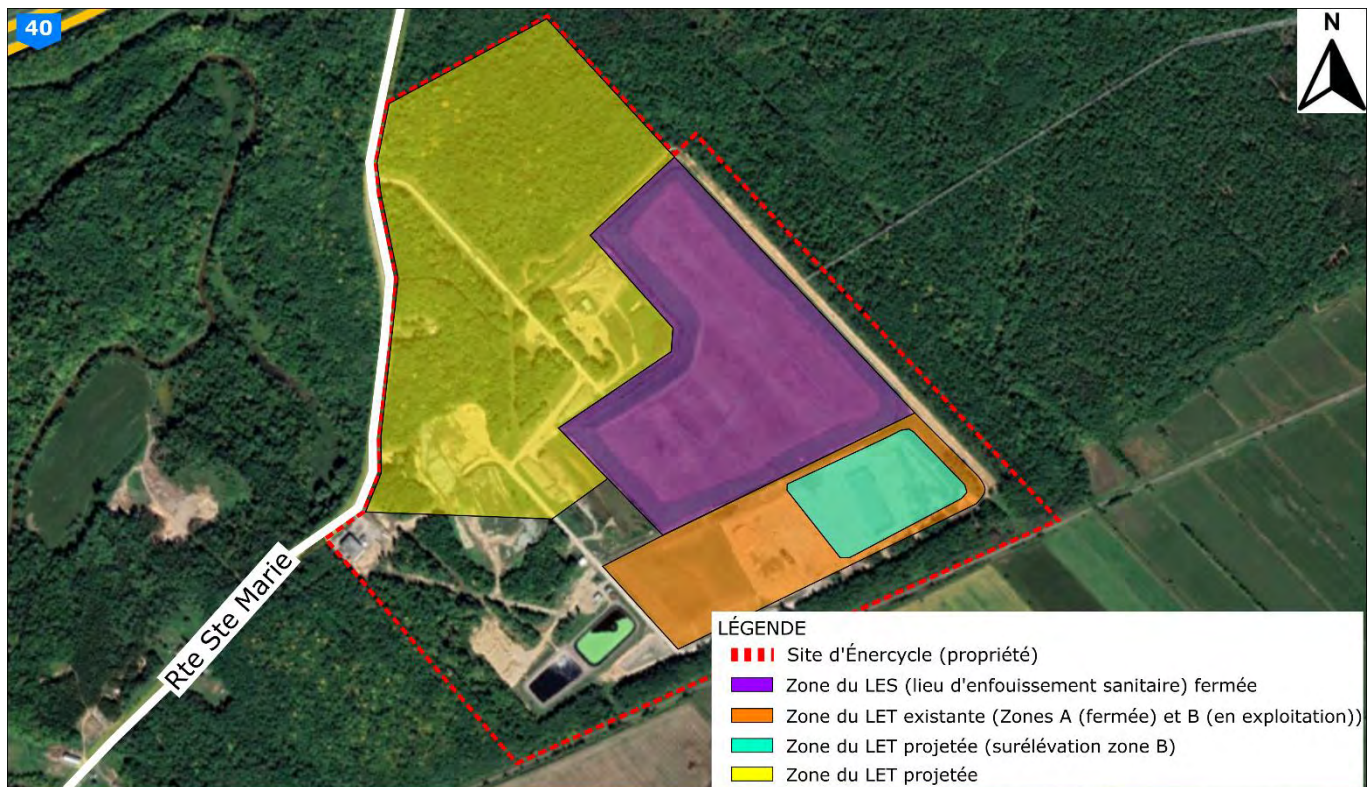 40
N
Rte Ste Marie
LÉGENDE
Site d'Énercycle (propriété)
Zone du LES (lieu d'enfouissement sanitaire) fermée
Zone du LET existante (Zones A (fermée) et B (en exploitation))
Zone du LET projetée (surélévation zone B)
Zone du LET projetée